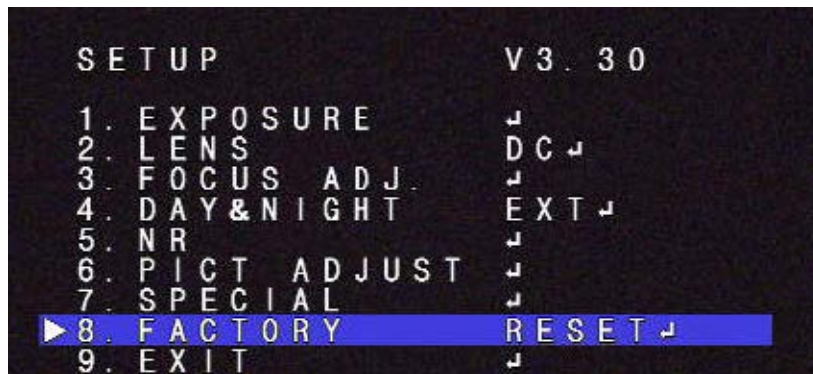 SETUP V3.30
1. EXPOSURE ↲
2. LENS DC↲
3. FOCUS ADJ. ↲
4. DAY&NIGHT EXT↲
5. NR ↲
6. PICT ADJUST ↲
7. SPECIAL ↲
▶8. FACTORY RESET↲
9. EXIT ↲